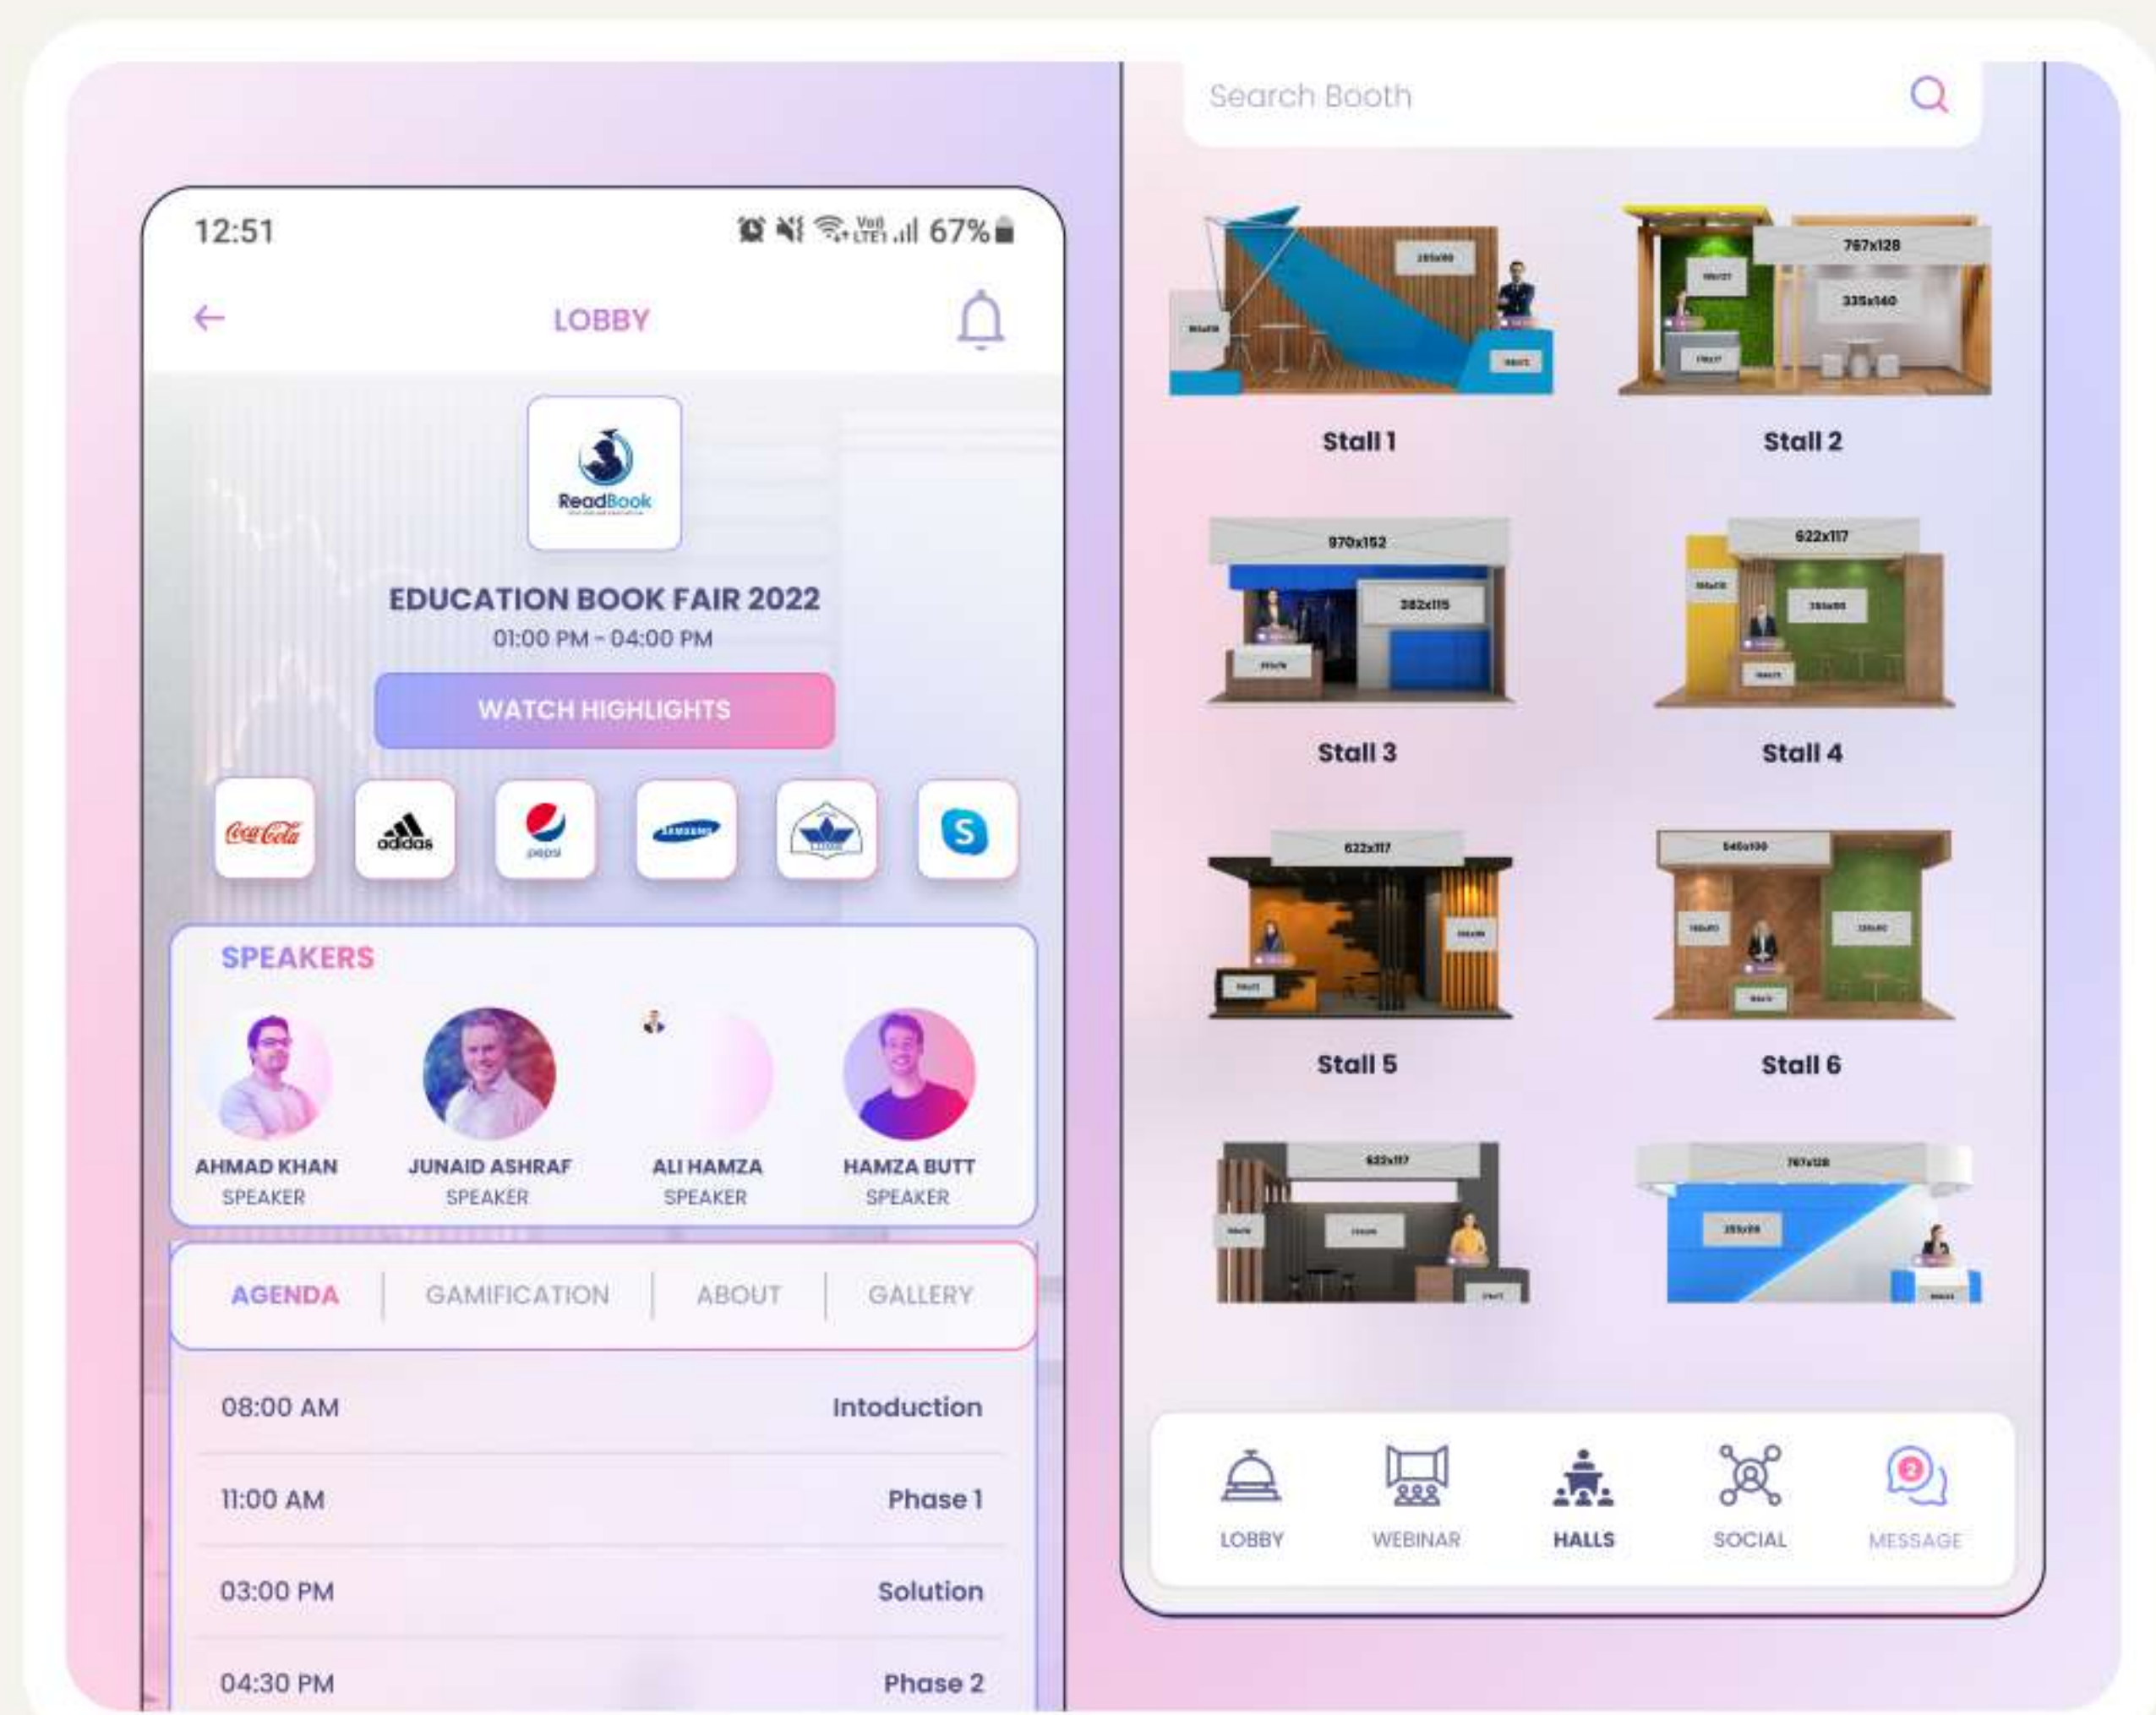 12:51
67%
LOBBY
ReadBook
EDUCATION BOOK FAIR 2022
01:00 PM - 04:00 PM
WATCH HIGHLIGHTS
Coca-Cola
adidas
pepsi
SAMSUNG
SPEAKERS
AHMAD KHAN
SPEAKER
JUNAID ASHRAF
SPEAKER
ALI HAMZA
SPEAKER
HAMZA BUTT
SPEAKER
AGENDA
GAMIFICATION
ABOUT
GALLERY
08:00 AM Intoduction
11:00 AM Phase 1
03:00 PM Solution
04:30 PM Phase 2
Search Booth
767x128
335x140
Stall 1
Stall 2
970x152
382x115
622x117
Stall 3
Stall 4
622x117
Stall 5
Stall 6
622x117
767x128
2
LOBBY
WEBINAR
HALLS
SOCIAL
MESSAGE